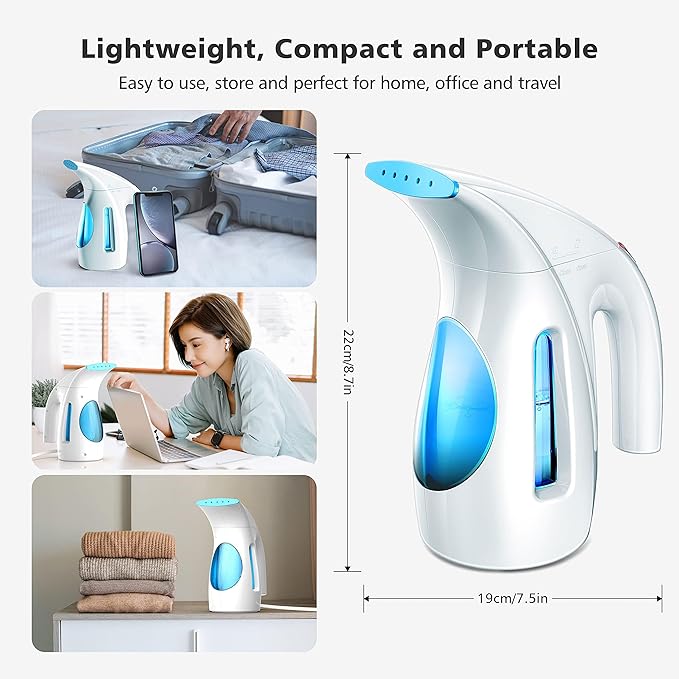 Lightweight, Compact and Portable
Easy to use, store and perfect for home, office and travel
22cm/8.7in
19cm/7.5in